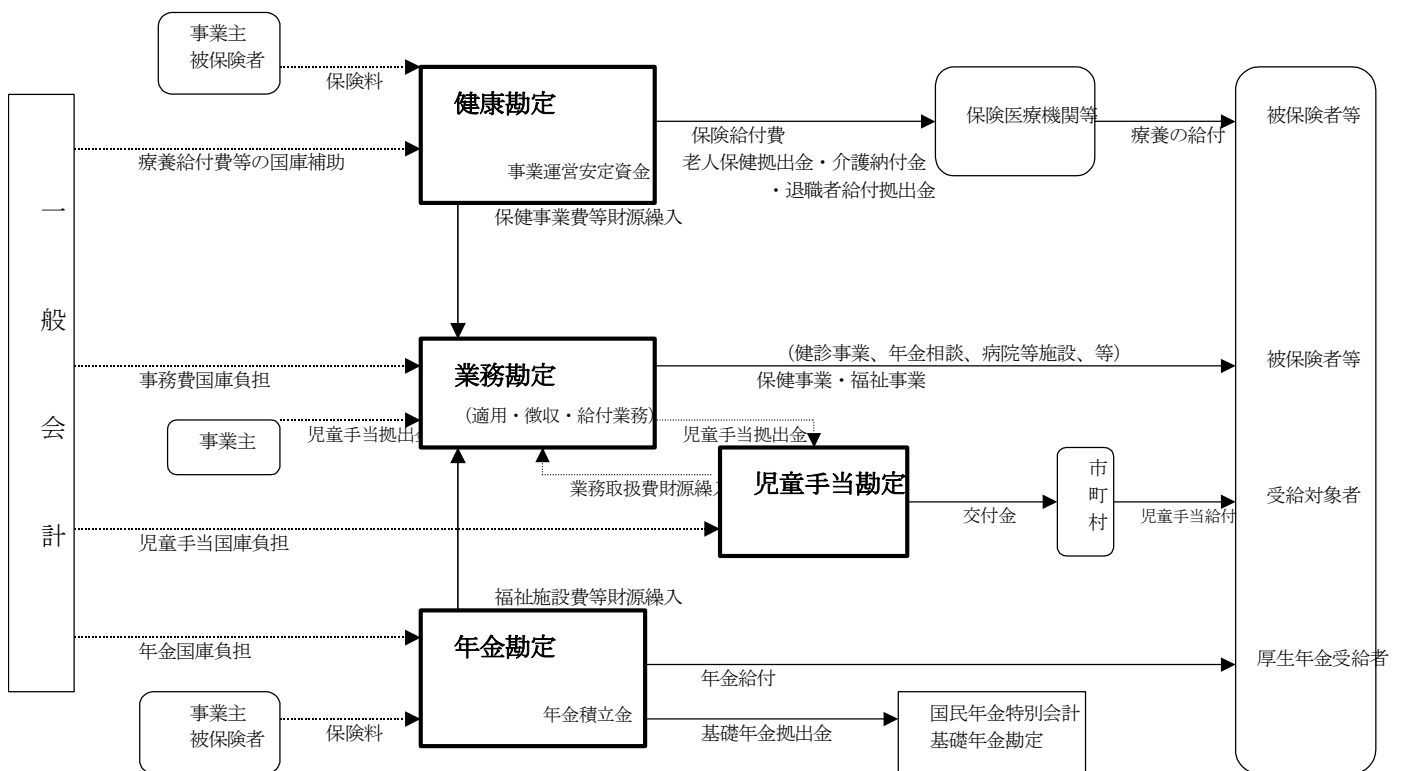 事業主
被保険者
保険料
健康勘定
事業運営安定資金
保険給付費
老人保健拠出金・介護納付金
・退職者給付拠出金
保険医療機関等
療養の給付
被保険者等
一般会計
療養給付費等の国庫補助
保健事業費等財源繰入
事務費国庫負担
業務勘定
(適用・徴収・給付業務)
(健診事業、年金相談、病院等施設、等)
保健事業・福祉事業
被保険者等
事業主
児童手当拠出金
児童手当拠出金
業務取扱費財源繰入
児童手当勘定
交付金
市町村
児童手当給付
受給対象者
児童手当国庫負担
福祉施設費等財源繰入
年金国庫負担
年金勘定
年金積立金
年金給付
厚生年金受給者
事業主
被保険者
保険料
基礎年金拠出金
国民年金特別会計
基礎年金勘定